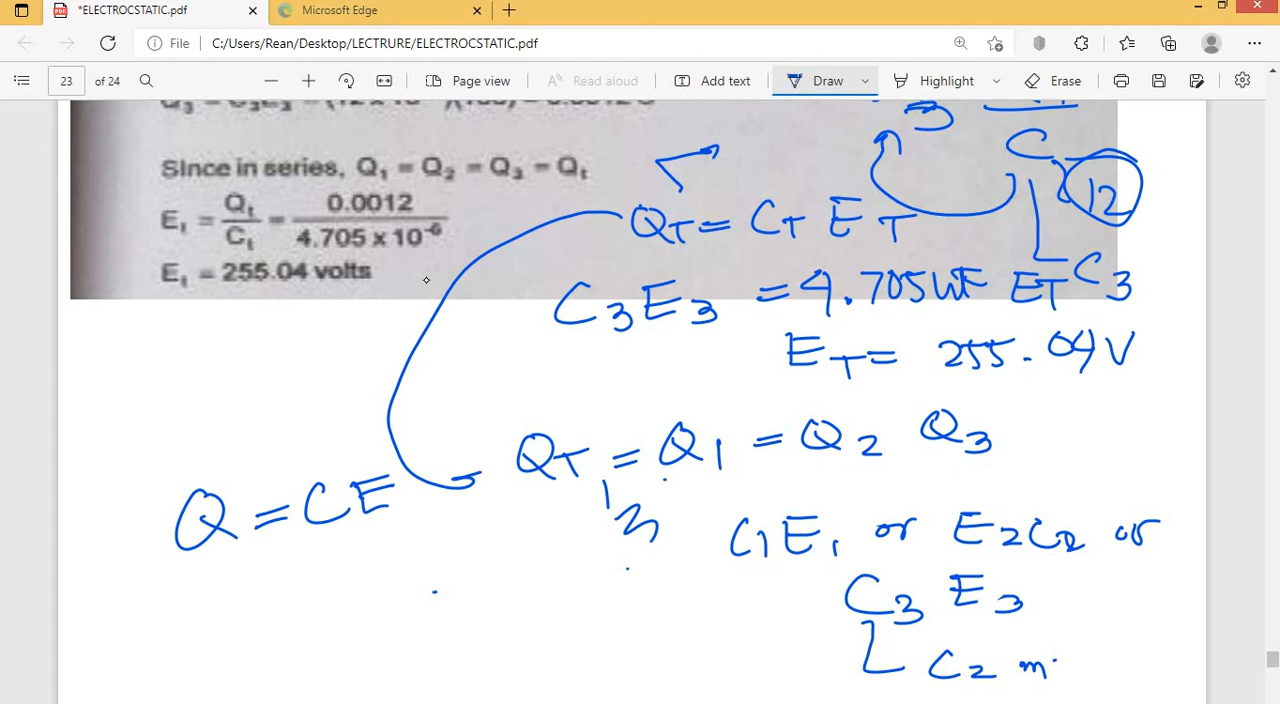 *ELECTROCSTATIC.pdf
Microsoft Edge
File C:/Users/Rean/Desktop/LECTRURE/ELECTROCSTATIC.pdf
23 of 24 Page view Read aloud Add text Draw Highlight Erase
Since in series, Q₁ = Q₂ = Q₃ = Qₜ
E₁ = Qₜ/Cₜ = 0.0012 / 4.705 x 10⁻⁶
Eₜ = 255.04 volts
3
C
12
QT = CT ET
C3
C3E3 = 4.705UF ET
ET = 255.04V
QT = Q1 = Q2 Q3
Q = CE
C1E1 or E2C2 or
C3 E3
C2 m